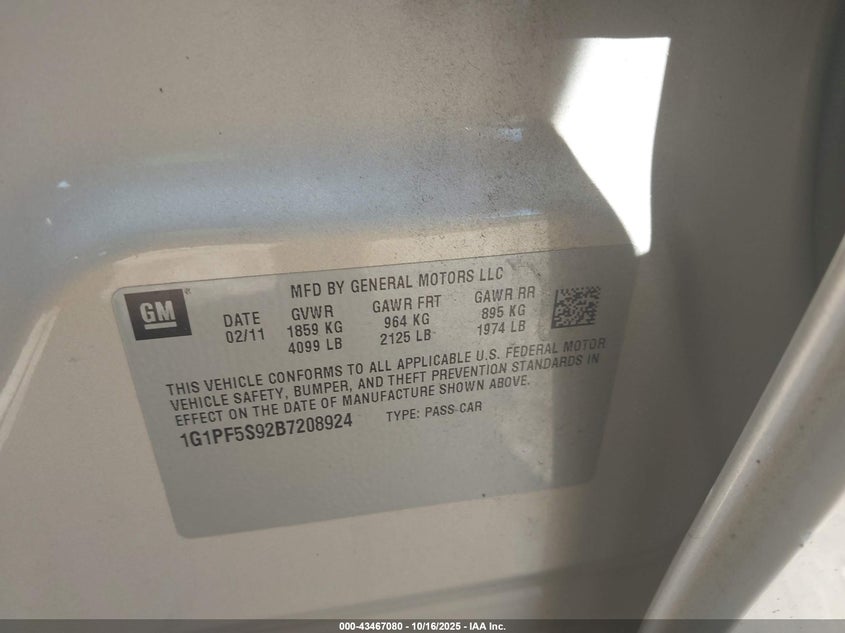 GM
®
MFD BY GENERAL MOTORS LLC
DATE GVWR GAWR FRT GAWR RR
02/11 1859 KG 964 KG 895 KG
4099 LB 2125 LB 1974 LB
THIS VEHICLE CONFORMS TO ALL APPLICABLE U.S. FEDERAL MOTOR
VEHICLE SAFETY, BUMPER, AND THEFT PREVENTION STANDARDS IN
EFFECT ON THE DATE OF MANUFACTURE SHOWN ABOVE.
1G1PF5S92B7208924 TYPE: PASS CAR
000-43467080 - 10/16/2025 - IAA Inc.